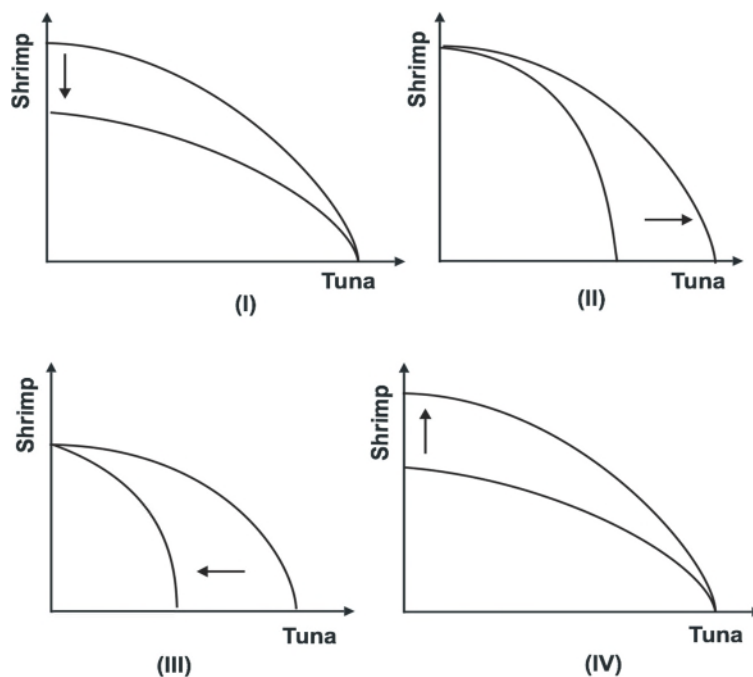 Shrimp
Tuna
(I)
Shrimp
Tuna
(II)
Shrimp
Tuna
(III)
Shrimp
Tuna
(IV)